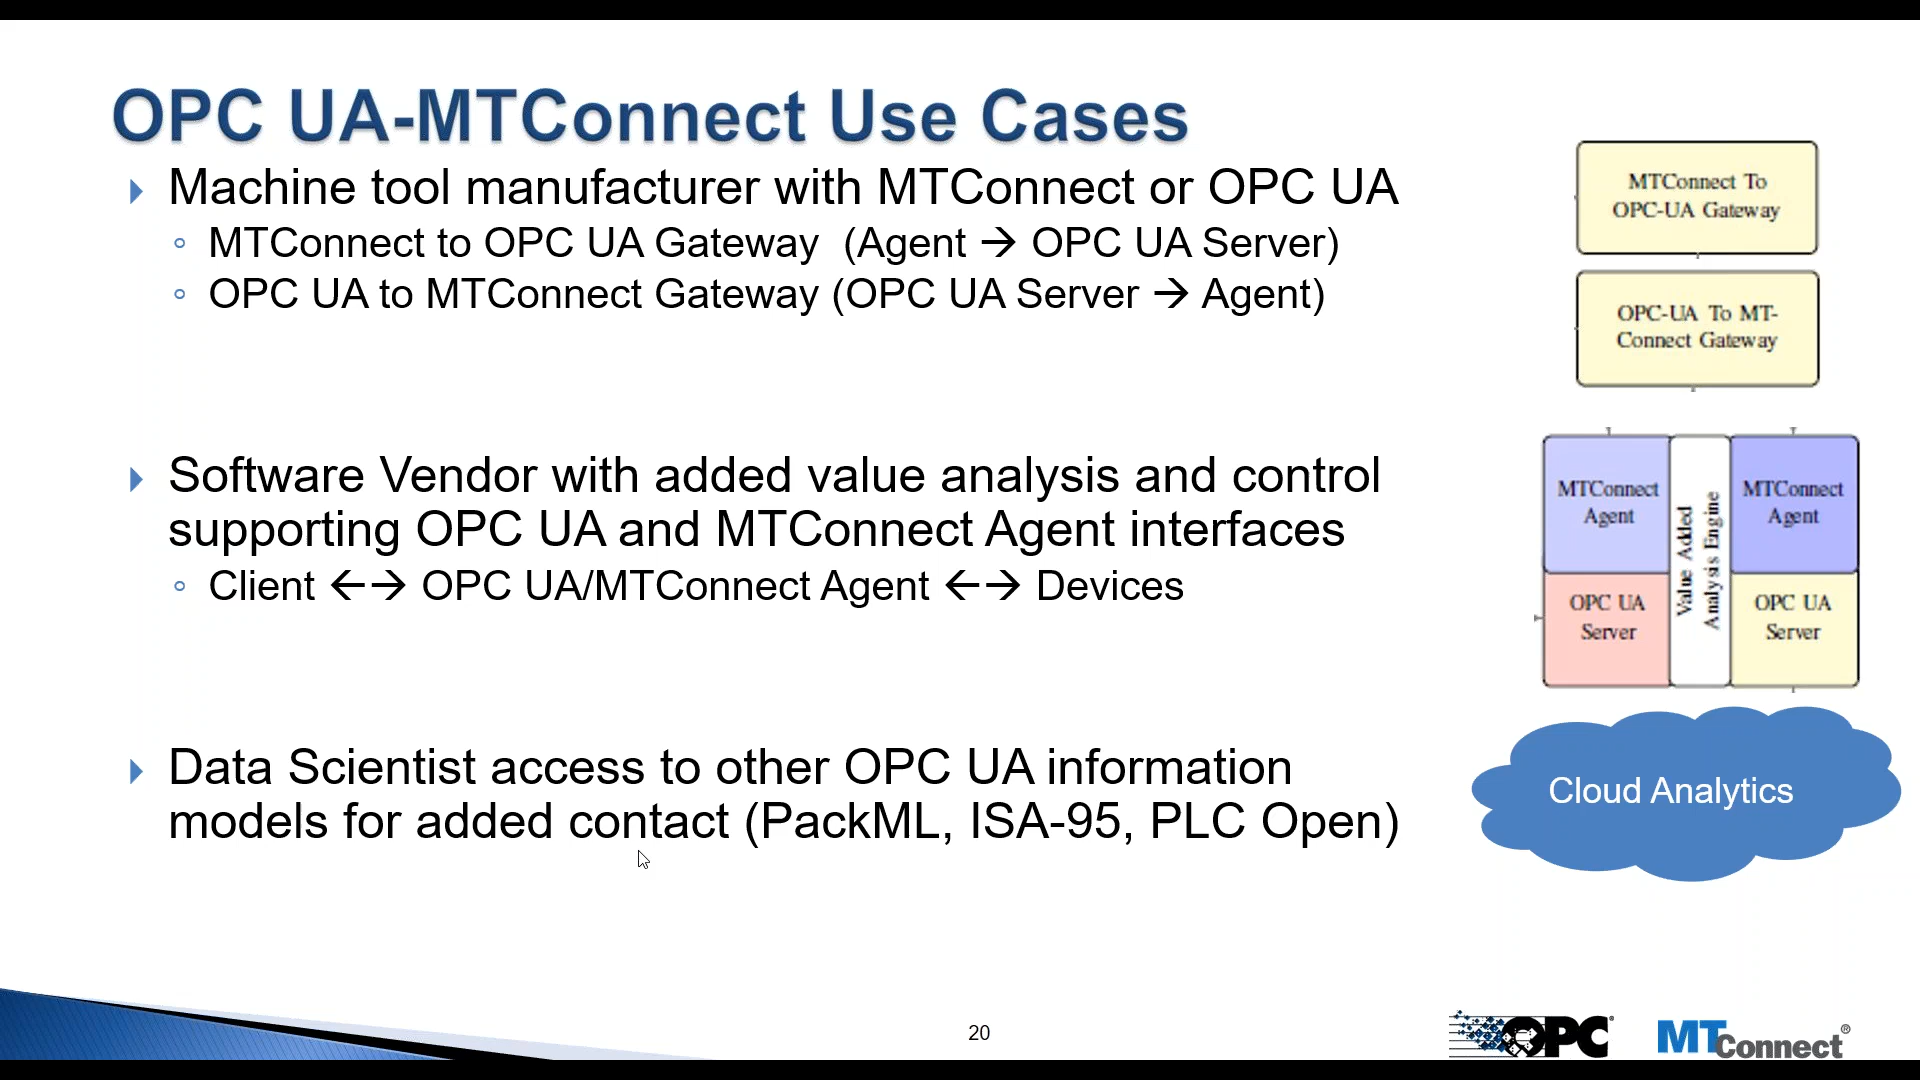 OPC UA-MTConnect Use Cases
Machine tool manufacturer with MTConnect or OPC UA
MTConnect to OPC UA Gateway (Agent → OPC UA Server)
OPC UA to MTConnect Gateway (OPC UA Server → Agent)
Software Vendor with added value analysis and control
supporting OPC UA and MTConnect Agent interfaces
Client ←→ OPC UA/MTConnect Agent ←→ Devices
Data Scientist access to other OPC UA information
models for added contact (PackML, ISA-95, PLC Open)
MTConnect To
OPC-UA Gateway
OPC-UA To MT-
Connect Gateway
MTConnect
Agent
OPC UA
Server
Value Added
Analysis Engine
MTConnect
Agent
OPC UA
Server
Cloud Analytics
20
OPC
MTConnect®